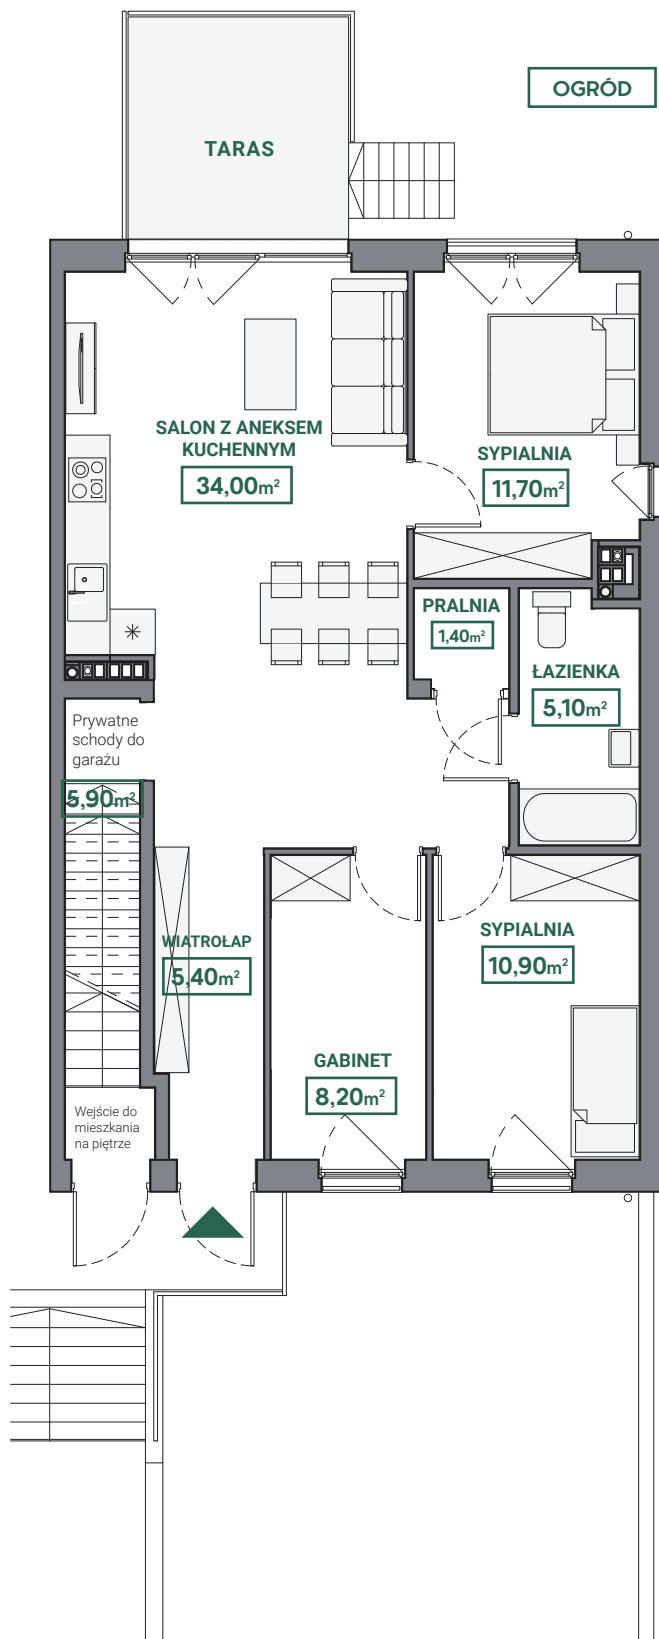 OGRÓD
TARAS
SALON Z ANEKSEM
KUCHENNYM
34,00m²
SYPIALNIA
11,70m²
PRALNIA
1,40m²
ŁAZIENKA
5,10m²
Prywatne
schody do
garażu
5,90m²
WIATROŁAP
5,40m²
SYPIALNIA
10,90m²
GABINET
8,20m²
Wejście do
mieszkania
na piętrze